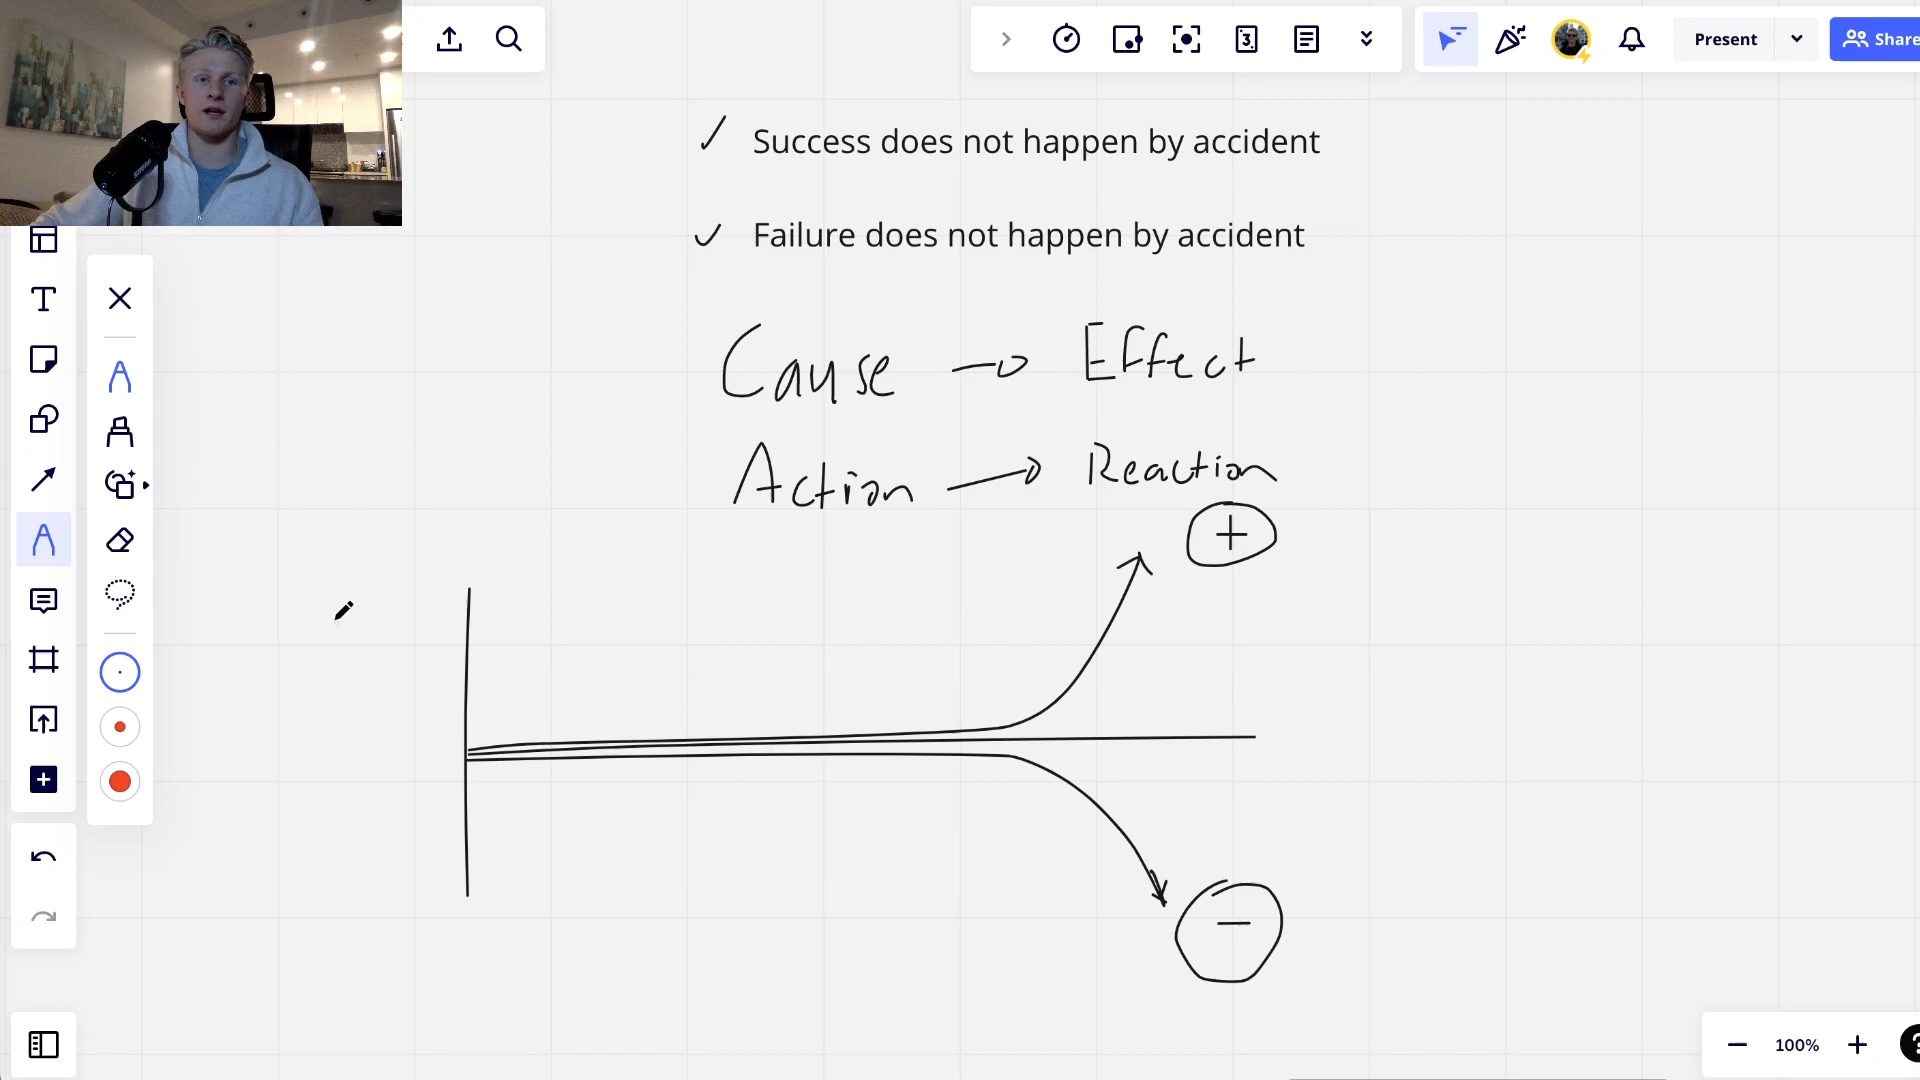 Present
Share
Success does not happen by accident
Failure does not happen by accident
Cause → Effect
Action → Reaction
+
−
100%